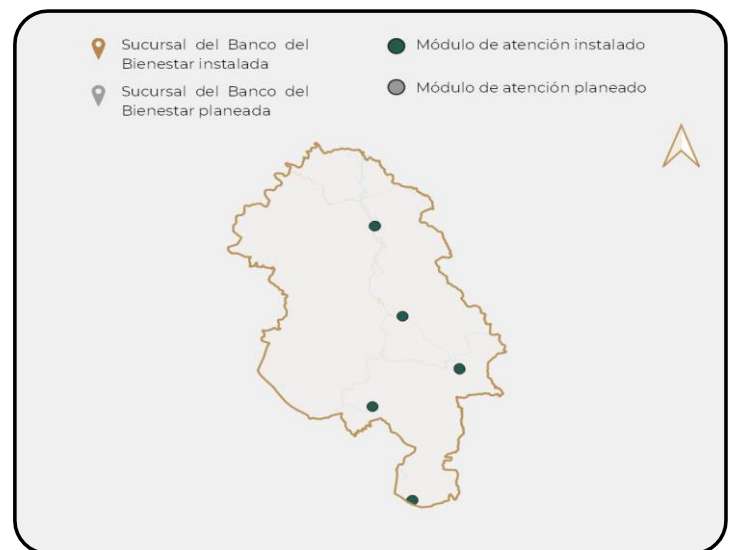 Sucursal del Banco del
Bienestar instalada
Sucursal del Banco del
Bienestar planeada
Módulo de atención instalado
Módulo de atención planeado